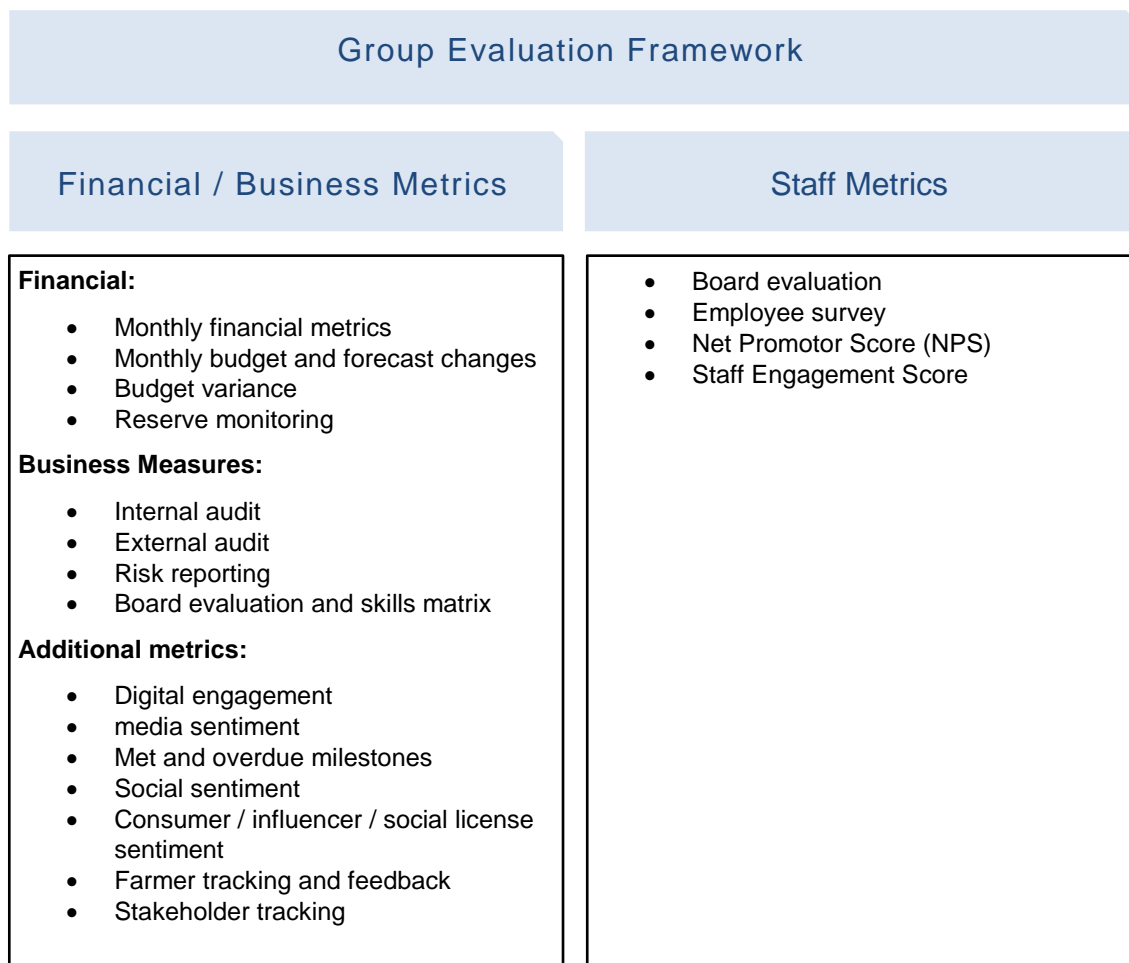 Group Evaluation Framework
Financial / Business Metrics
Financial:
• Monthly financial metrics
• Monthly budget and forecast changes
• Budget variance
• Reserve monitoring
Business Measures:
• Internal audit
• External audit
• Risk reporting
• Board evaluation and skills matrix
Additional metrics:
• Digital engagement
• media sentiment
• Met and overdue milestones
• Social sentiment
• Consumer / influencer / social license
sentiment
• Farmer tracking and feedback
• Stakeholder tracking
Staff Metrics
• Board evaluation
• Employee survey
• Net Promotor Score (NPS)
• Staff Engagement Score